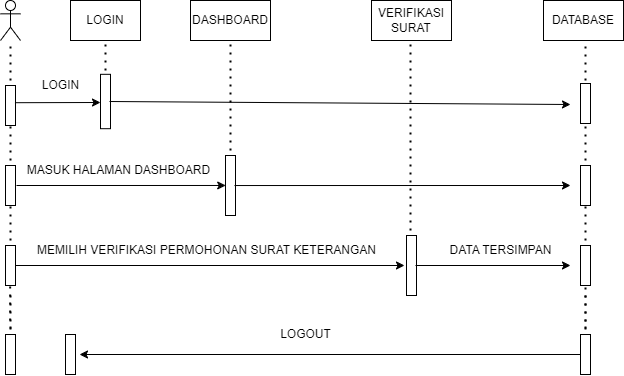 LOGIN
DASHBOARD
VERIFIKASI
SURAT
DATABASE
LOGIN
MASUK HALAMAN DASHBOARD
MEMILIH VERIFIKASI PERMOHONAN SURAT KETERANGAN
DATA TERSIMPAN
LOGOUT